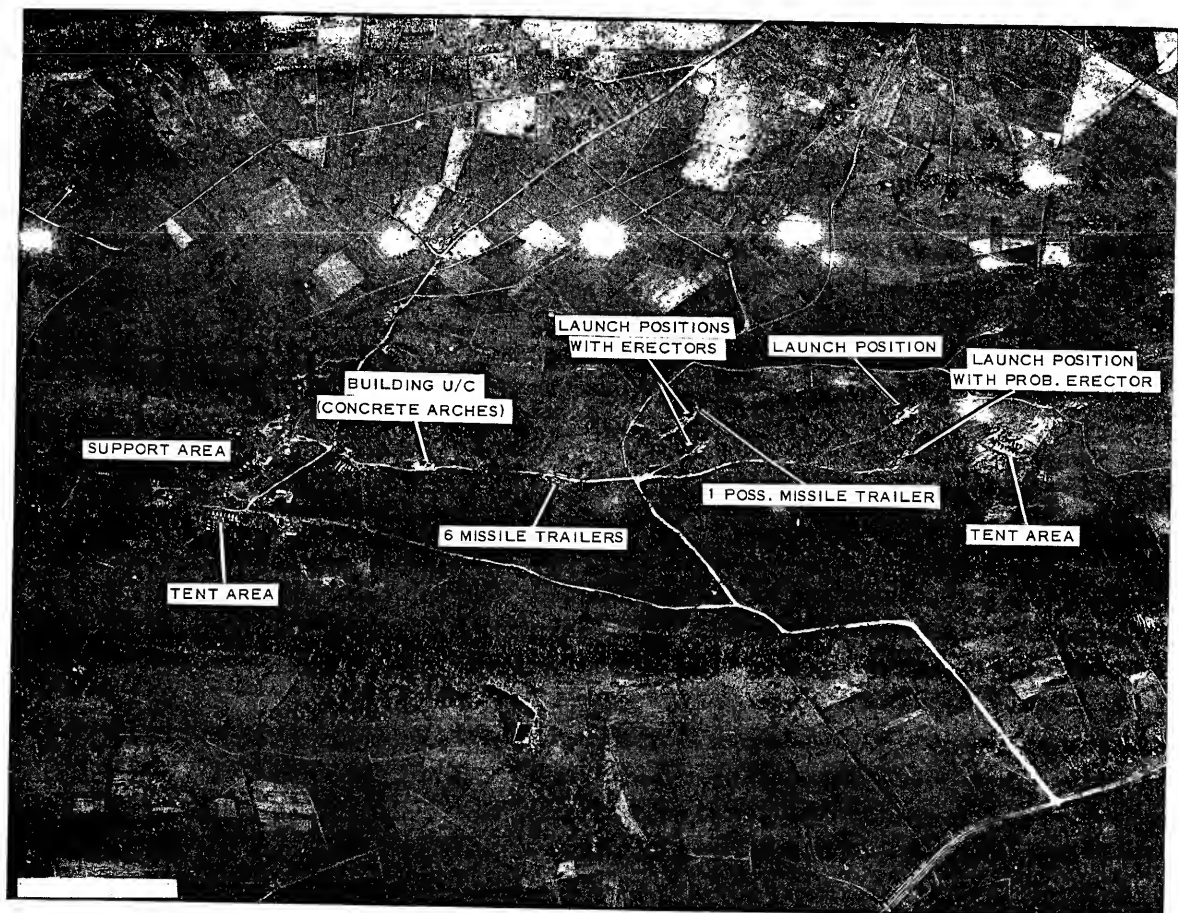 LAUNCH POSITIONS
WITH ERECTORS
LAUNCH POSITION
LAUNCH POSITION
WITH PROB. ERECTOR
BUILDING U/C
(CONCRETE ARCHES)
SUPPORT AREA
1 POSS. MISSILE TRAILER
6 MISSILE TRAILERS
TENT AREA
TENT AREA